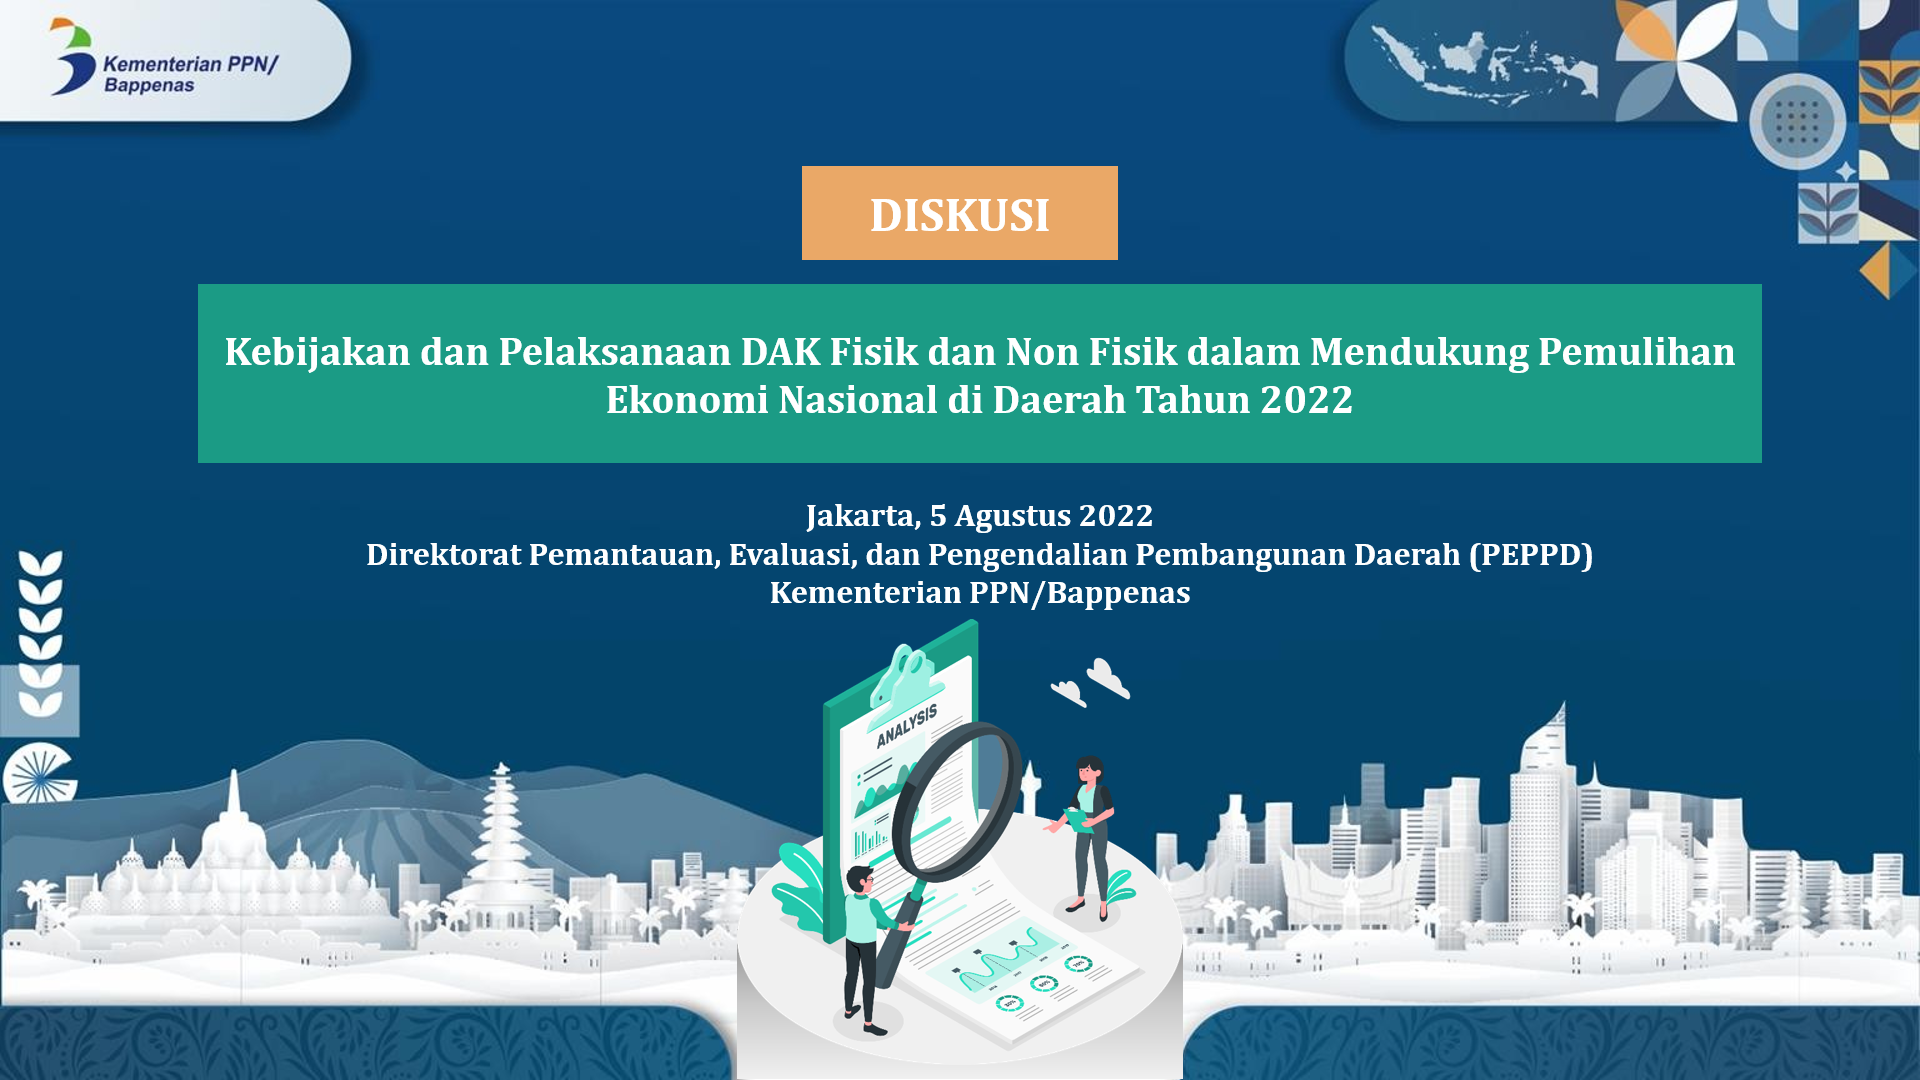 Kementerian PPN/
Bappenas
DISKUSI
Kebijakan dan Pelaksanaan DAK Fisik dan Non Fisik dalam Mendukung Pemulihan
Ekonomi Nasional di Daerah Tahun 2022
Jakarta, 5 Agustus 2022
Direktorat Pemantauan, Evaluasi, dan Pengendalian Pembangunan Daerah (PEPPD)
Kementerian PPN/Bappenas
ANALYSIS